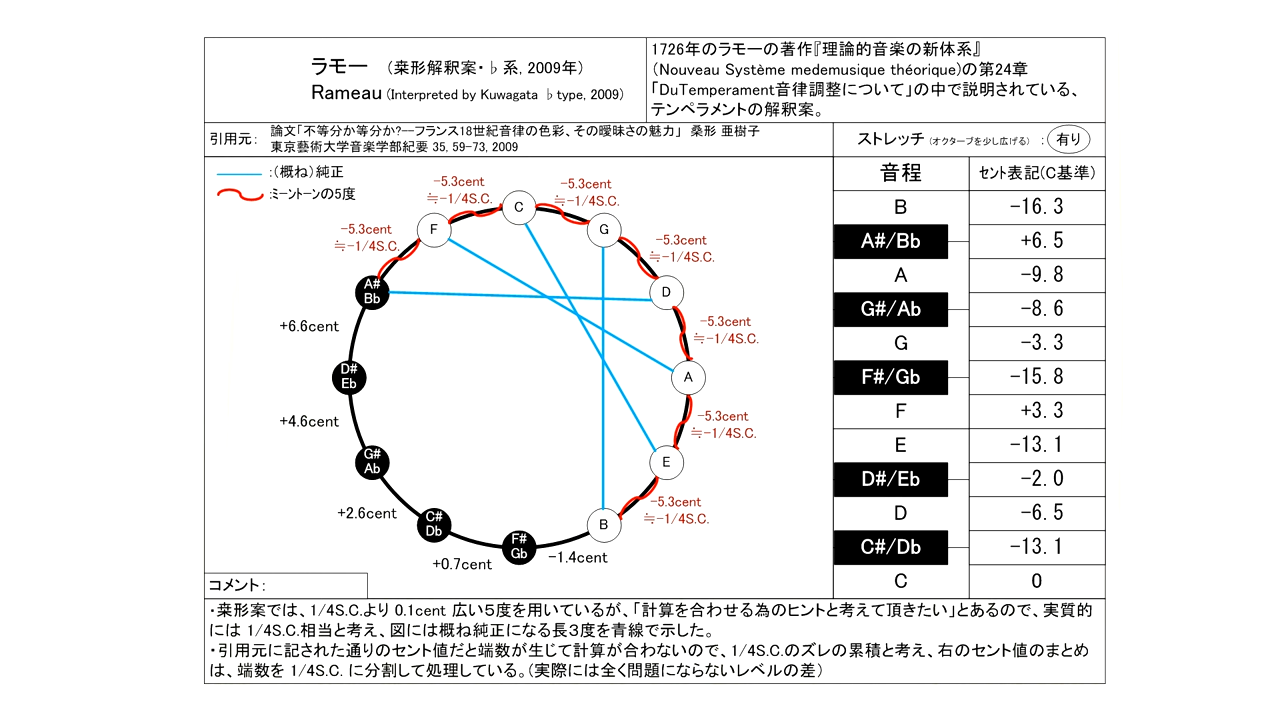 ラモー （桒形解釈案・♭系, 2009年）
Rameau (Interpreted by Kuwagata ♭type, 2009)
1726年のラモーの著作『理論的音楽の新体系』
（Nouveau Système medemusique théorique)の第24章
「DuTemperament音律調整について」の中で説明されている、
テンペラメントの解釈案。
引用元：
論文「不等分か等分か?--フランス18世紀音律の色彩、その曖昧さの魅力」 桑形 亜樹子
東京藝術大学音楽学部紀要 35, 59-73, 2009
ストレッチ（オクターブを少し広げる）： 有り
:（概ね）純正
:ミーントーンの5度
-5.3cent
≒-1/4S.C.
-5.3cent
≒-1/4S.C.
-5.3cent
≒-1/4S.C.
-5.3cent
≒-1/4S.C.
-5.3cent
≒-1/4S.C.
-5.3cent
≒-1/4S.C.
-5.3cent
≒-1/4S.C.
C
G
D
A
E
B
F#
Gb
C#
Db
G#
Ab
D#
Eb
A#
Bb
F
-1.4cent
+0.7cent
+2.6cent
+4.6cent
+6.6cent
音程 セント表記(C基準)
B -16.3
A#/Bb +6.5
A -9.8
G#/Ab -8.6
G -3.3
F#/Gb -15.8
F +3.3
E -13.1
D#/Eb -2.0
D -6.5
C#/Db -13.1
C 0
コメント：
・桒形案では、1/4S.C.より 0.1cent 広い５度を用いているが、「計算を合わせる為のヒントと考えて頂きたい」とあるので、実質的
には 1/4S.C.相当と考え、図には概ね純正になる長３度を青線で示した。
・引用元に記された通りのセント値だと端数が生じて計算が合わないので、1/4S.C.のズレの累積と考え、右のセント値のまとめ
は、端数を 1/4S.C. に分割して処理している。（実際には全く問題にならないレベルの差）